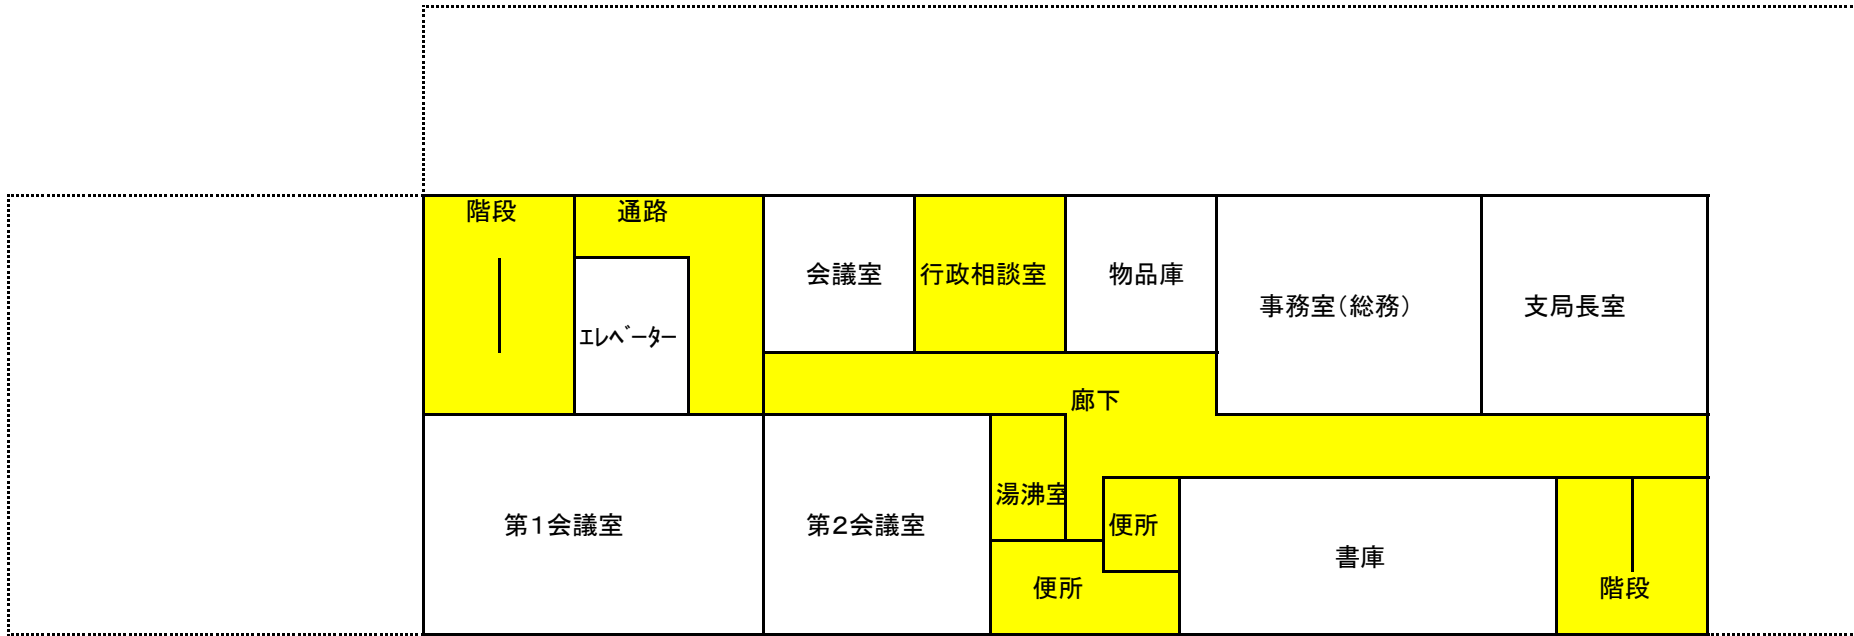 階段
通路
会議室
行政相談室
物品庫
事務室(総務)
支局長室
エレベーター
廊下
湯沸室
第1会議室
第2会議室
便所
書庫
便所
階段